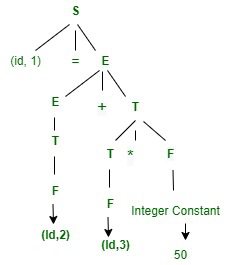 S
(id, 1) = E
E + T
T T * F
F F Integer Constant
(Id,2) (Id,3) 50